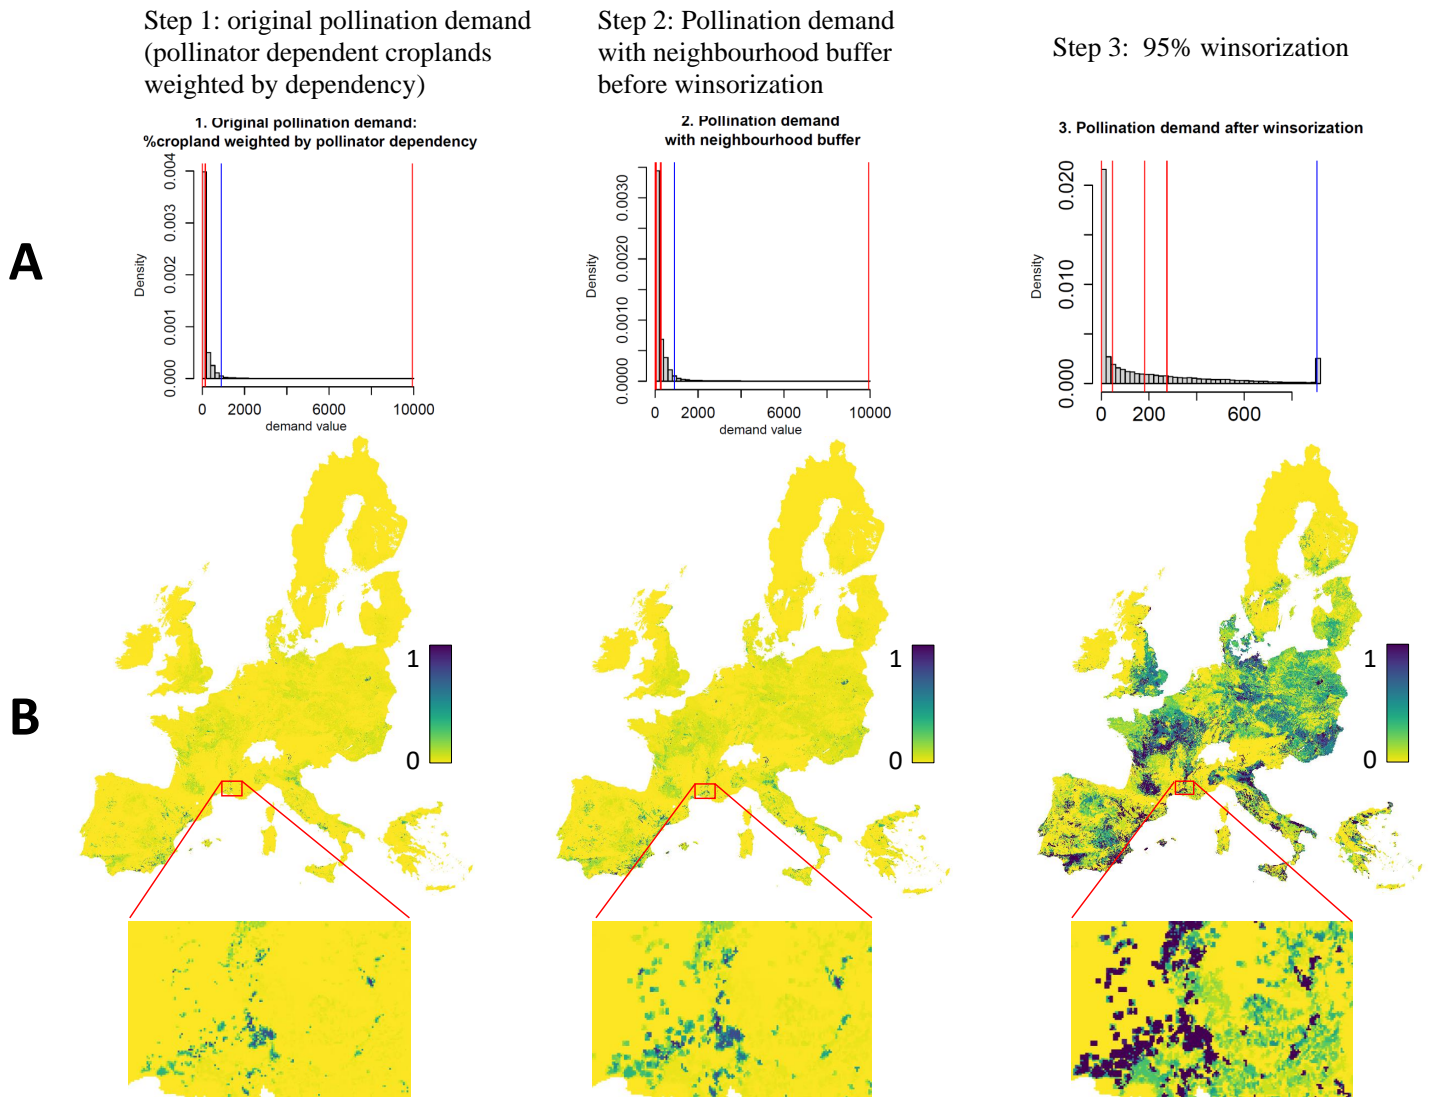 Step 1: original pollination demand
(pollinator dependent croplands
weighted by dependency)
Step 2: Pollination demand
with neighbourhood buffer
before winsorization
Step 3: 95% winsorization
A
1. Original pollination demand:
%cropland weighted by pollinator dependency
Density
0.000
0.001
0.002
0.003
0.004
0
2000
6000
10000
demand value
2. Pollination demand
with neighbourhood buffer
Density
0.0000
0.0010
0.0020
0.0030
0
2000
6000
10000
demand value
3. Pollination demand after winsorization
Density
0.000
0.010
0.020
0
200
600
B
1
0
1
0
1
0